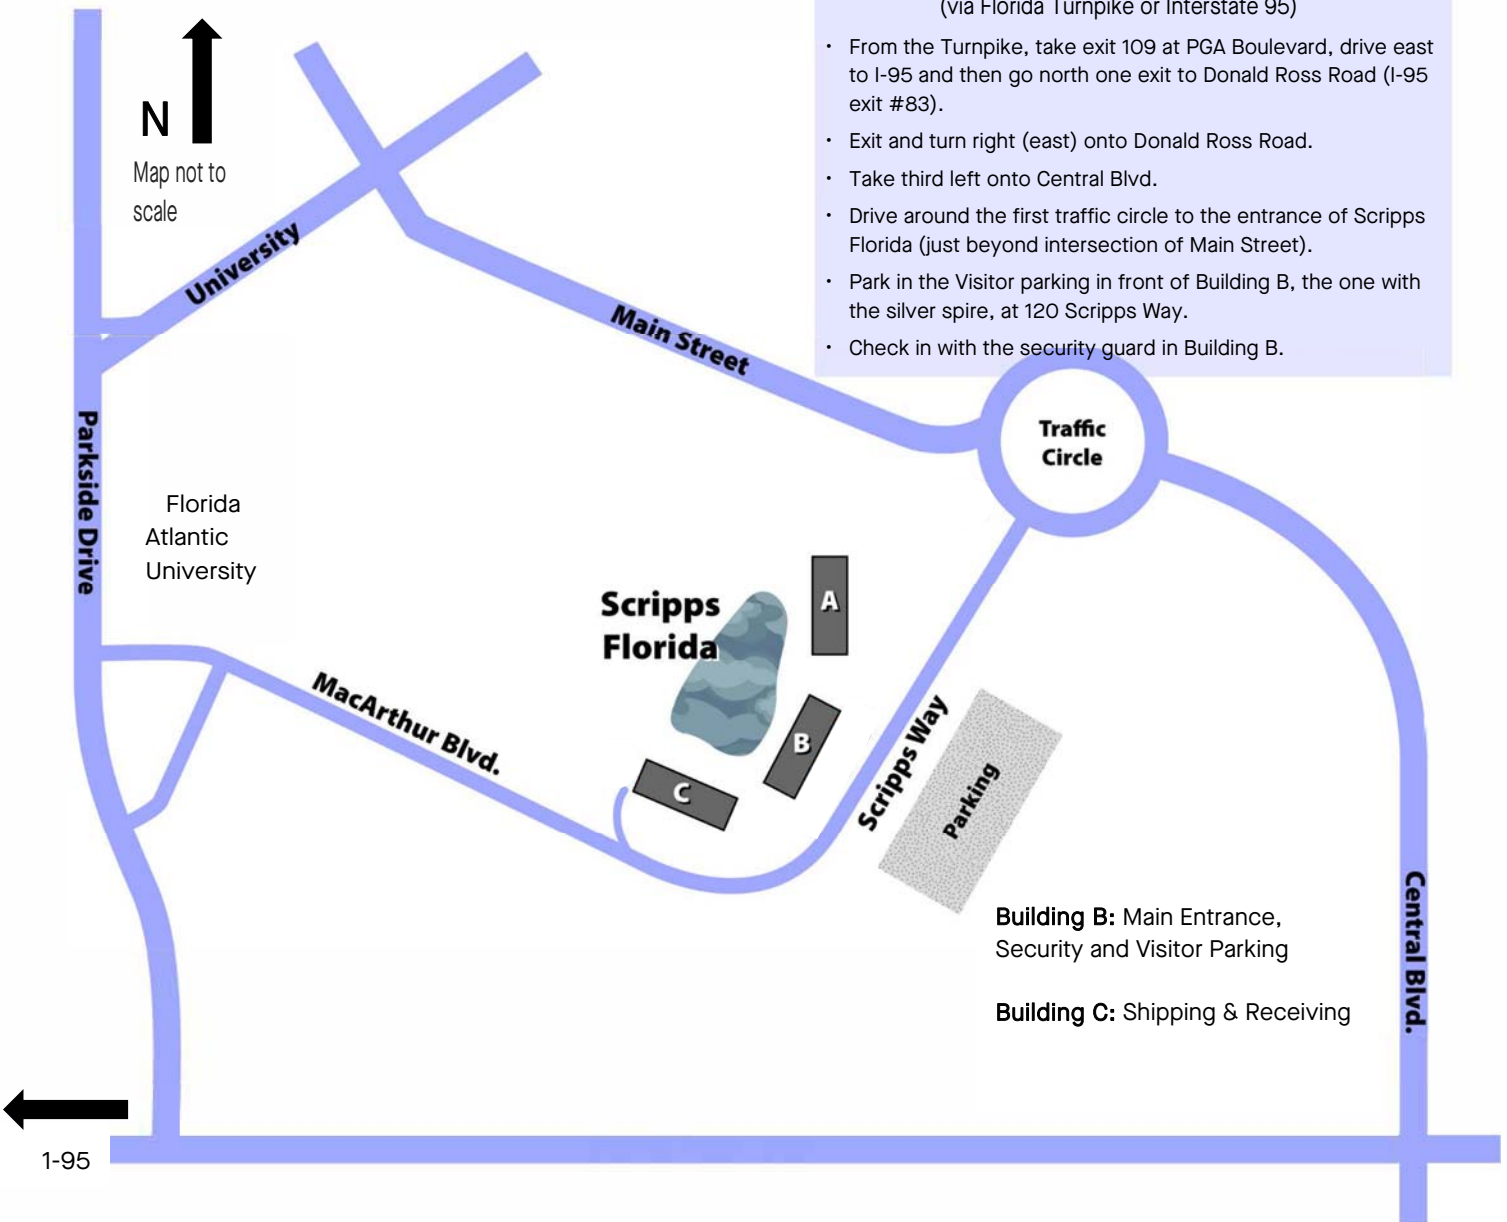 (via Florida Turnpike or Interstate 95)
• From the Turnpike, take exit 109 at PGA Boulevard, drive east
to I-95 and then go north one exit to Donald Ross Road (I-95
exit #83).
• Exit and turn right (east) onto Donald Ross Road.
• Take third left onto Central Blvd.
• Drive around the first traffic circle to the entrance of Scripps
Florida (just beyond intersection of Main Street).
• Park in the Visitor parking in front of Building B, the one with
the silver spire, at 120 Scripps Way.
• Check in with the security guard in Building B.
N
Map not to
scale
University
Main Street
Traffic
Circle
Parkside Drive
Florida
Atlantic
University
Scripps
Florida
A
B
C
MacArthur Blvd.
Scripps Way
Parking
Building B: Main Entrance,
Security and Visitor Parking
Building C: Shipping & Receiving
Central Blvd.
1-95